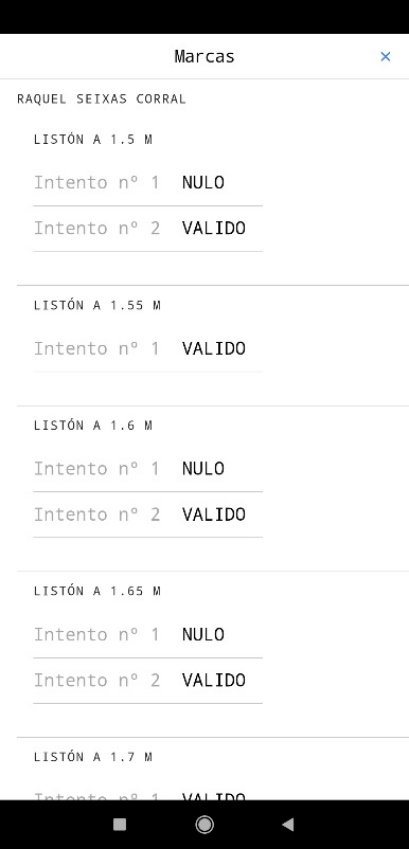 Marcas ×
RAQUEL SEIXAS CORRAL
LISTÓN A 1.5 M
Intento nº 1 NULO
Intento nº 2 VALIDO
LISTÓN A 1.55 M
Intento nº 1 VALIDO
LISTÓN A 1.6 M
Intento nº 1 NULO
Intento nº 2 VALIDO
LISTÓN A 1.65 M
Intento nº 1 NULO
Intento nº 2 VALIDO
LISTÓN A 1.7 M
Intento nº 1 VALIDO